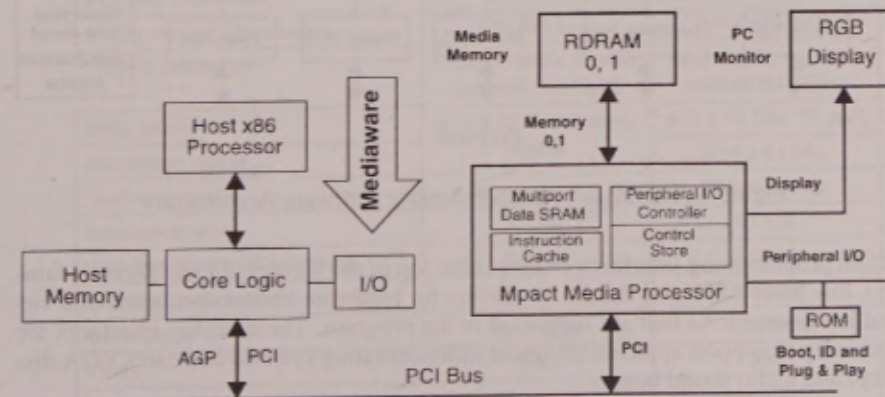 Media
Memory
RDRAM
0, 1
PC
Monitor
RGB
Display
Host x86
Processor
Mediaware
Memory
0,1
Display
Multiport
Data SRAM
Peripheral I/O
Controller
Instruction
Cache
Control
Store
Mpact Media Processor
Peripheral I/O
Host
Memory
Core Logic
I/O
ROM
Boot, ID and
Plug & Play
AGP
PCI
PCI
PCI Bus